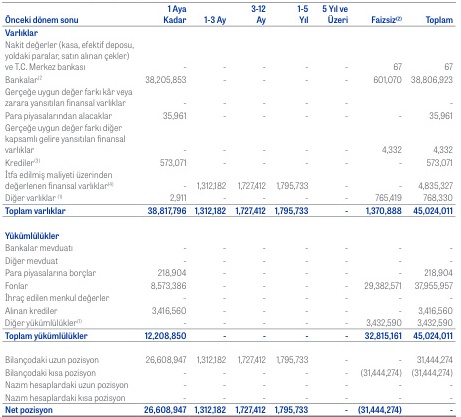 Önceki dönem sonu 1 Aya Kadar 1-3 Ay 3-12 Ay 1-5 Yıl 5 Yıl ve Üzeri Faizsiz(2) Toplam
Varlıklar
Nakit değerler (kasa, efektif deposu,
yoldaki paralar, satın alınan çekler)
ve T.C. Merkez bankası - - - - - 67 67
Bankalar(1) 38,205,853 - - - - 601,070 38,806,923
Gerçeğe uygun değer farkı kâr veya
zarara yansıtılan finansal varlıklar - - - - - -
Para piyasalarından alacaklar 35,961 - - - - - 35,961
Gerçeğe uygun değer farkı diğer
kapsamlı gelire yansıtılan finansal
varlıklar - - - - - 4,332 4,332
Krediler(3) 573,071 - - - - - 573,071
İtfa edilmiş maliyeti üzerinden
değerlenen finansal varlıklar(4) - 1,312,182 1,727,412 1,795,733 - - 4,835,327
Diğer varlıklar (1) 2,911 - - - - 765,419 768,330
Toplam varlıklar 38,817,796 1,312,182 1,727,412 1,795,733 - 1,370,888 45,024,011
Yükümlülükler
Bankalar mevduatı - - - - - - -
Diğer mevduat - - - - - - -
Para piyasalarına borçlar 218,904 - - - - - 218,904
Fonlar 8,573,386 - - - - 29,382,571 37,955,957
İhraç edilen menkul değerler - - - - - - -
Alınan krediler 3,416,560 - - - - - 3,416,560
Diğer yükümlülükler(1) - - - - - 3,432,590 3,432,590
Toplam yükümlülükler 12,208,850 - - - - 32,815,161 45,024,011
Bilançodaki uzun pozisyon 26,608,947 1,312,182 1,727,412 1,795,733 - - 31,444,274
Bilançodaki kısa pozisyon - - - - - (31,444,274) (31,444,274)
Nazım hesaplardaki uzun pozisyon - - - - - - -
Nazım hesaplardaki kısa pozisyon - - - - - - -
Net pozisyon 26,608,947 1,312,182 1,727,412 1,795,733 - (31,444,274) -